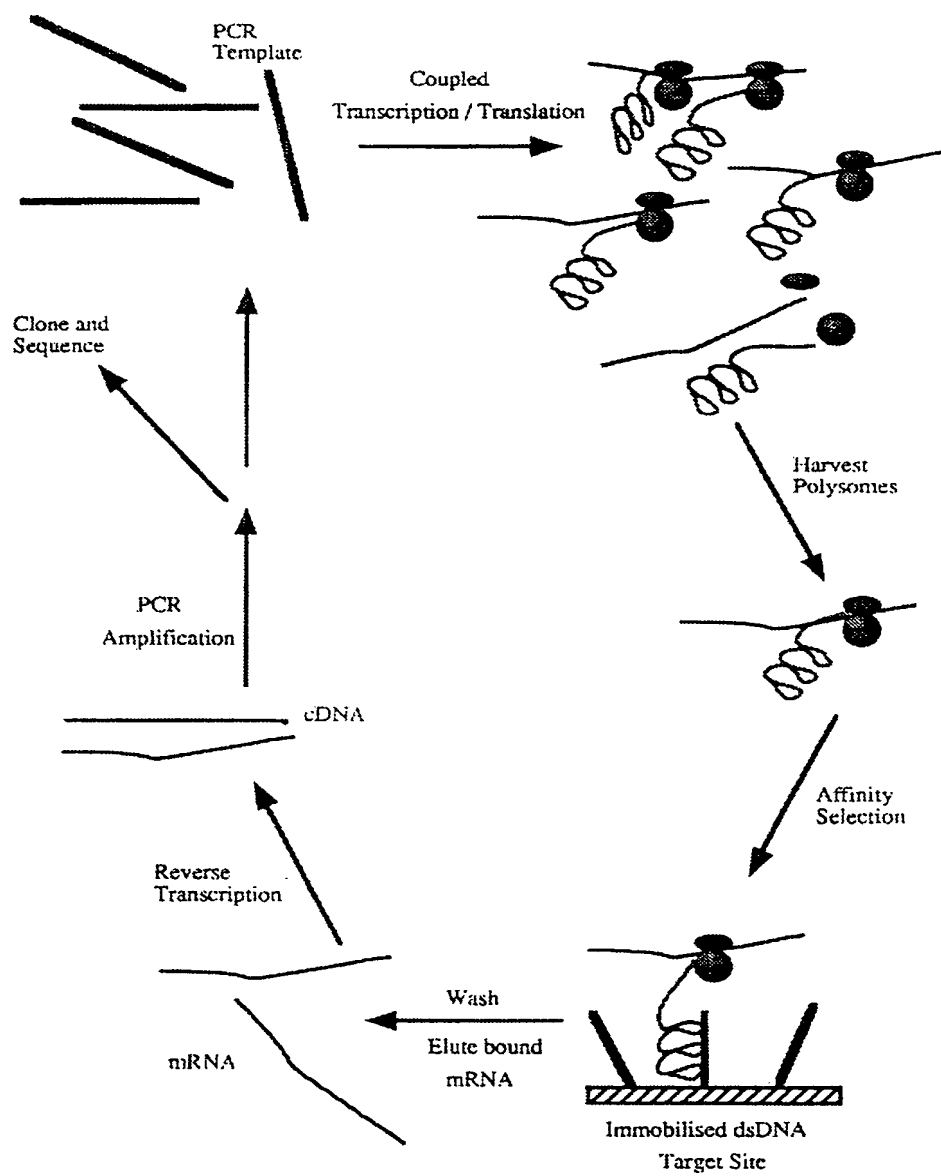 PCR
Template
Coupled
Transcription / Translation
Clone and
Sequence
Harvest
Polysomes
PCR
Amplification
cDNA
Affinity
Selection
Reverse
Transcription
Wash
Elute bound
mRNA
mRNA
Immobilised dsDNA
Target Site